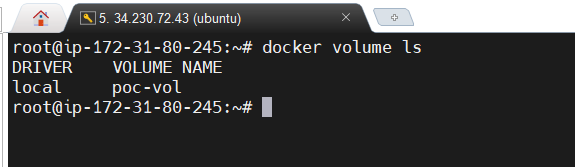 5. 34.230.72.43 (ubuntu)
root@ip-172-31-80-245:~# docker volume ls
DRIVER    VOLUME NAME
local     poc-vol
root@ip-172-31-80-245:~#